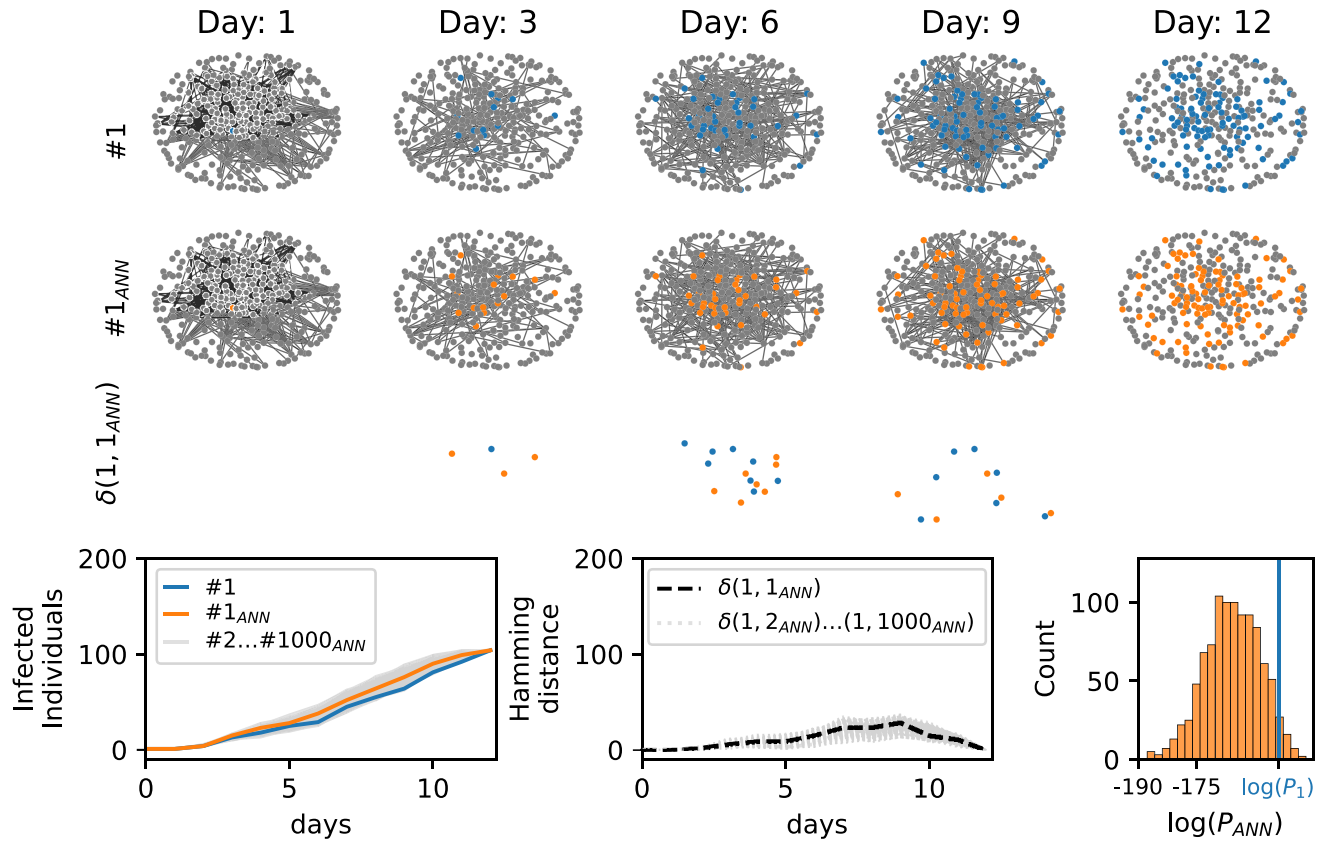 Day: 1 Day: 3 Day: 6 Day: 9 Day: 12
#1
#1ANN
δ(1, 1ANN)
Infected
Individuals
200
100
0
#1
#1ANN
#2...#1000ANN
0 5 10
days
Hamming
distance
200
100
0
δ(1, 1ANN)
δ(1, 2ANN)...(1, 1000ANN)
0 5 10
days
Count
100
50
0
-190 -175 log(P1)
log(PANN)